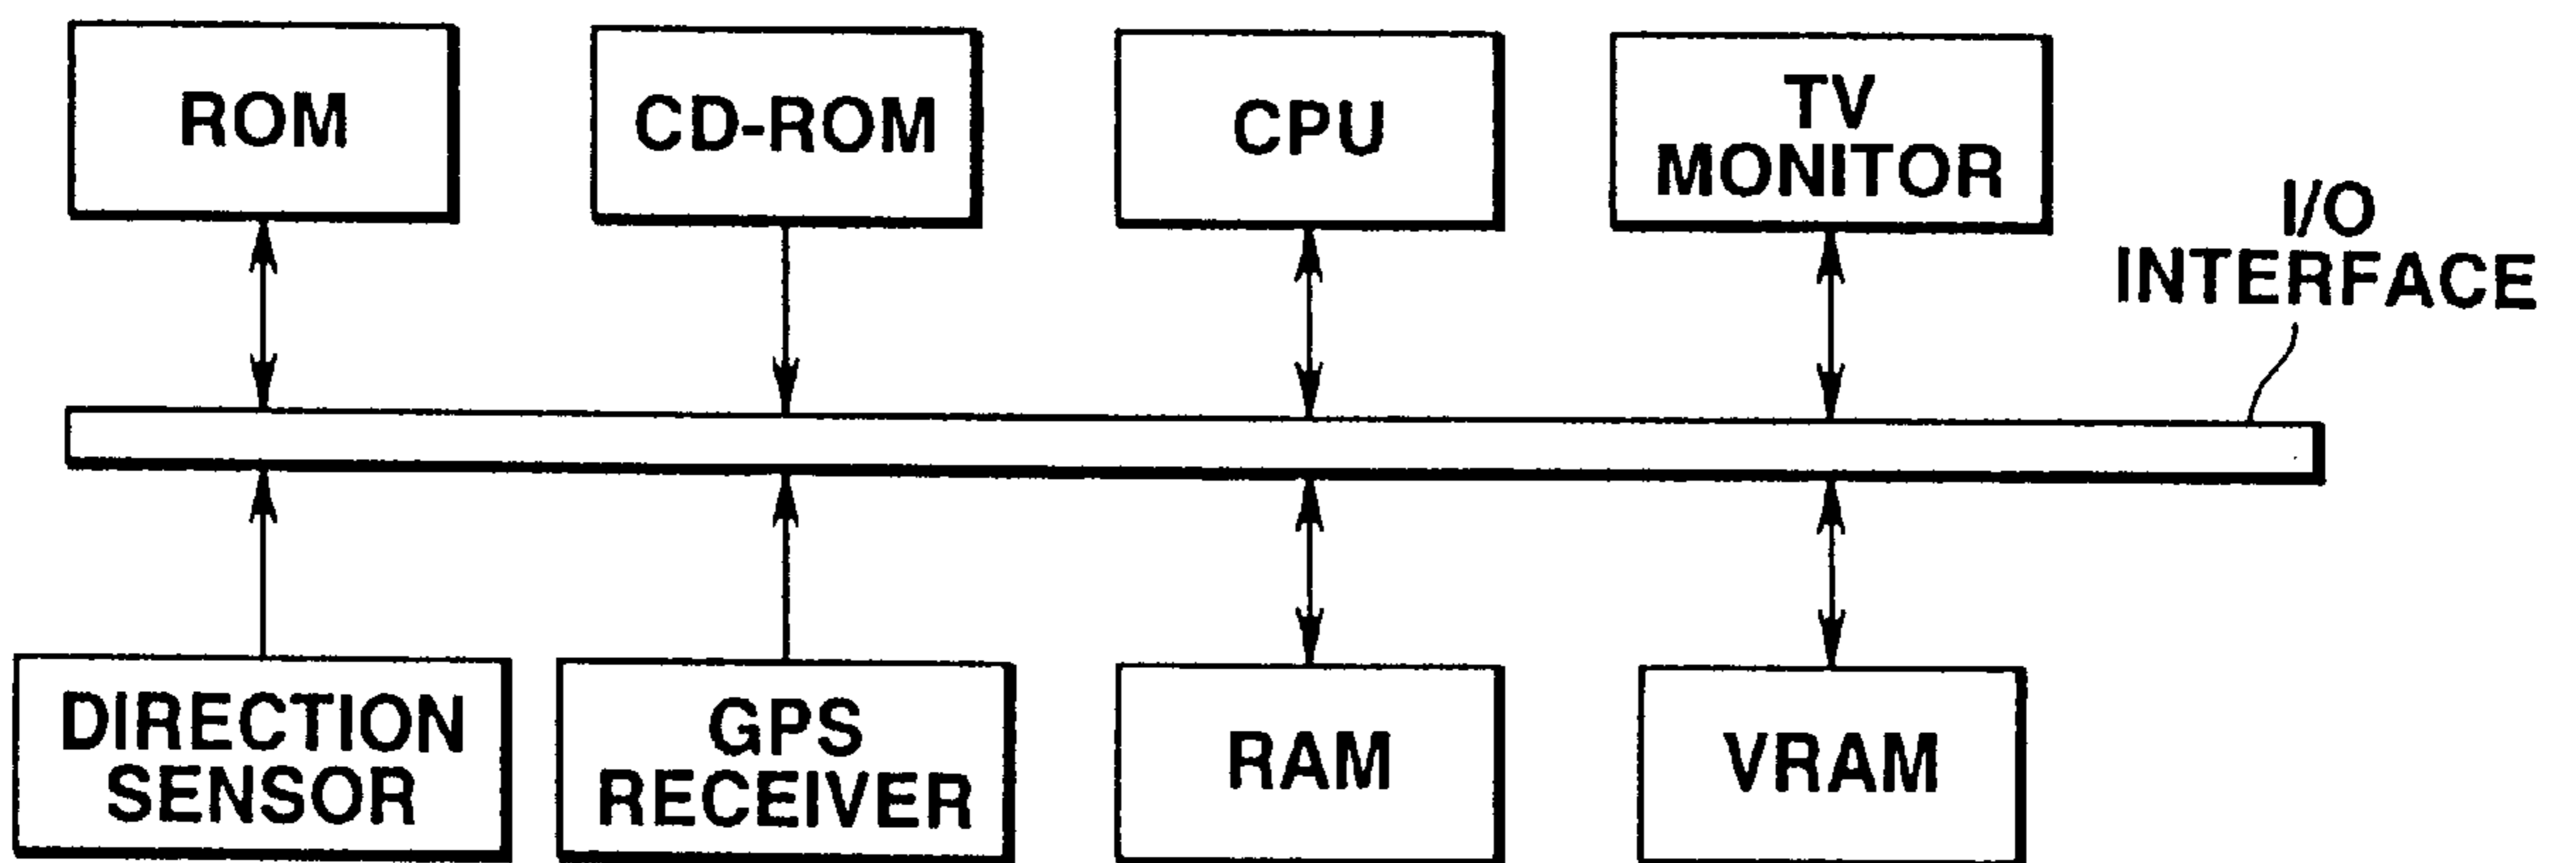 ROM
CD-ROM
CPU
TV
MONITOR
I/O
INTERFACE
DIRECTION
SENSOR
GPS
RECEIVER
RAM
VRAM